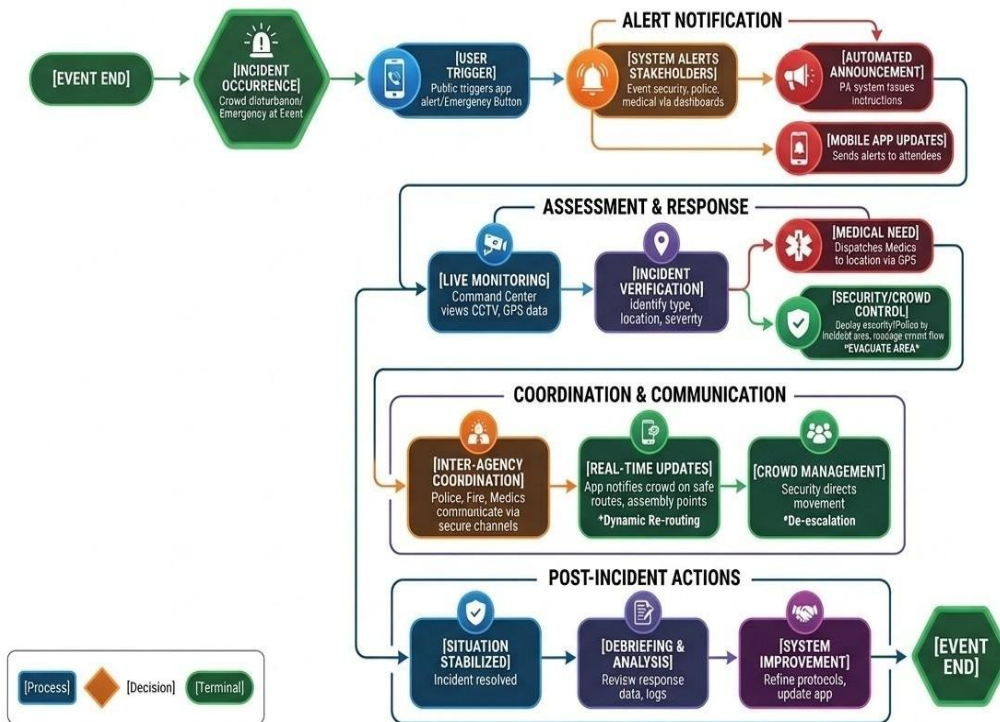 ALERT NOTIFICATION
[EVENT END]
[INCIDENT
OCCURRENCE]
Emergency at Event
[USER
TRIGGER]
Public triggers app
alert/Emergency Button
[SYSTEM ALERTS
STAKEHOLDERS]
Event security, police,
medical via dashboards
[AUTOMATED
ANNOUNCEMENT]
PA system issues
instructions
[MOBILE APP UPDATES]
Sends alerts to attendees
ASSESSMENT & RESPONSE
[LIVE MONITORING]
Command Center
views CCTV, GPS data
[INCIDENT
VERIFICATION]
identify type,
location, severity
[MEDICAL NEED]
Dispatches Medics
to location via GPS
[SECURITY/CROWD
CONTROL]
*EVACUATE AREA*
COORDINATION & COMMUNICATION
[INTER-AGENCY
COORDINATION]
Police, Fire, Medics
communicate via
secure channels
[REAL-TIME UPDATES]
App notifies crowd on safe
routes, assembly points
*Dynamic Re-routing
[CROWD MANAGEMENT]
Security directs
movement
*De-escalation
POST-INCIDENT ACTIONS
[SITUATION
STABILIZED]
Incident resolved
[DEBRIEFING &
ANALYSIS]
Review response
data, logs
[SYSTEM
IMPROVEMENT]
Refine protocols,
update app
[EVENT
END]
[Process]
[Decision]
[Terminal]